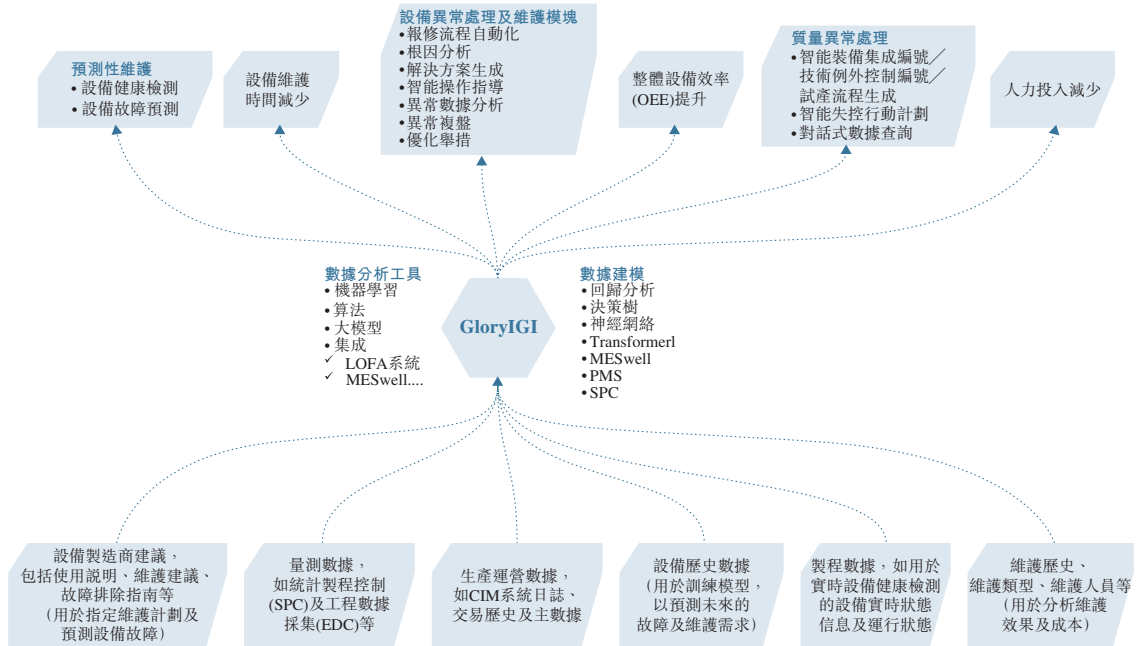 預測性維護
• 設備健康檢測
• 設備故障預測
設備維護
時間減少
設備異常處理及維護模塊
•報修流程自動化
•根因分析
•解決方案生成
•智能操作指導
•異常數據分析
•異常複盤
•優化舉措
整體設備效率
(OEE)提升
質量異常處理
•智能裝備集成編號／
技術例外控制編號／
試產流程生成
•智能失控行動計劃
•對話式數據查詢
人力投入減少
數據分析工具
• 機器學習
• 算法
• 大模型
• 集成
✓ LOFA系統
✓ MESwell....
GloryIGI
數據建模
• 回歸分析
• 決策樹
• 神經網絡
• Transformerl
• MESwell
• PMS
• SPC
設備製造商建議，
包括使用說明、維護建議、
故障排除指南等
(用於指定維護計劃及
預測設備故障)
量測數據，
如統計製程控制
(SPC)及工程數據
採集(EDC)等
生產運營數據，
如CIM系統日誌、
交易歷史及主數據
設備歷史數據
(用於訓練模型，
以預測未來的
故障及維護需求)
製程數據，如用於
實時設備健康檢測
的設備實時狀態
信息及運行狀態
維護歷史、
維護類型、維護人員等
(用於分析維護
效果及成本)